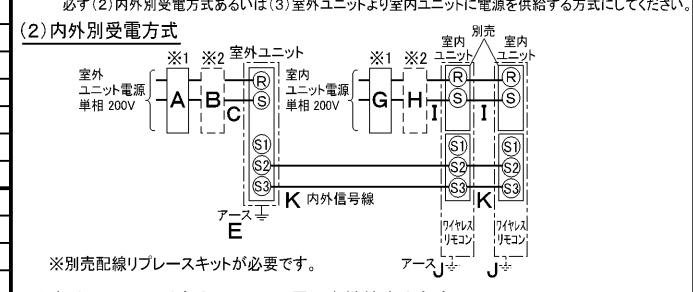 必ず(2)内外別受電方式あるいは(3)室外ユニットより室内ユニットに電源を供給する方式にしてください。
(2)内外別受電方式
別売
※1 ※2 室外ユニット ※1 ※2 室内ユニット 室内ユニット
室外
ユニット電源
単相 200V
A B C
R
S
S1
S2
S3
室内
ユニット電源
単相 200V
G H I I
R
S
S1
S2
S3
R
S
S1
S2
S3
K 内外信号線 K
アース
E
ワイヤレス
リモコン
ワイヤレス
リモコン
アース J J
※別売配線リプレースキットが必要です。